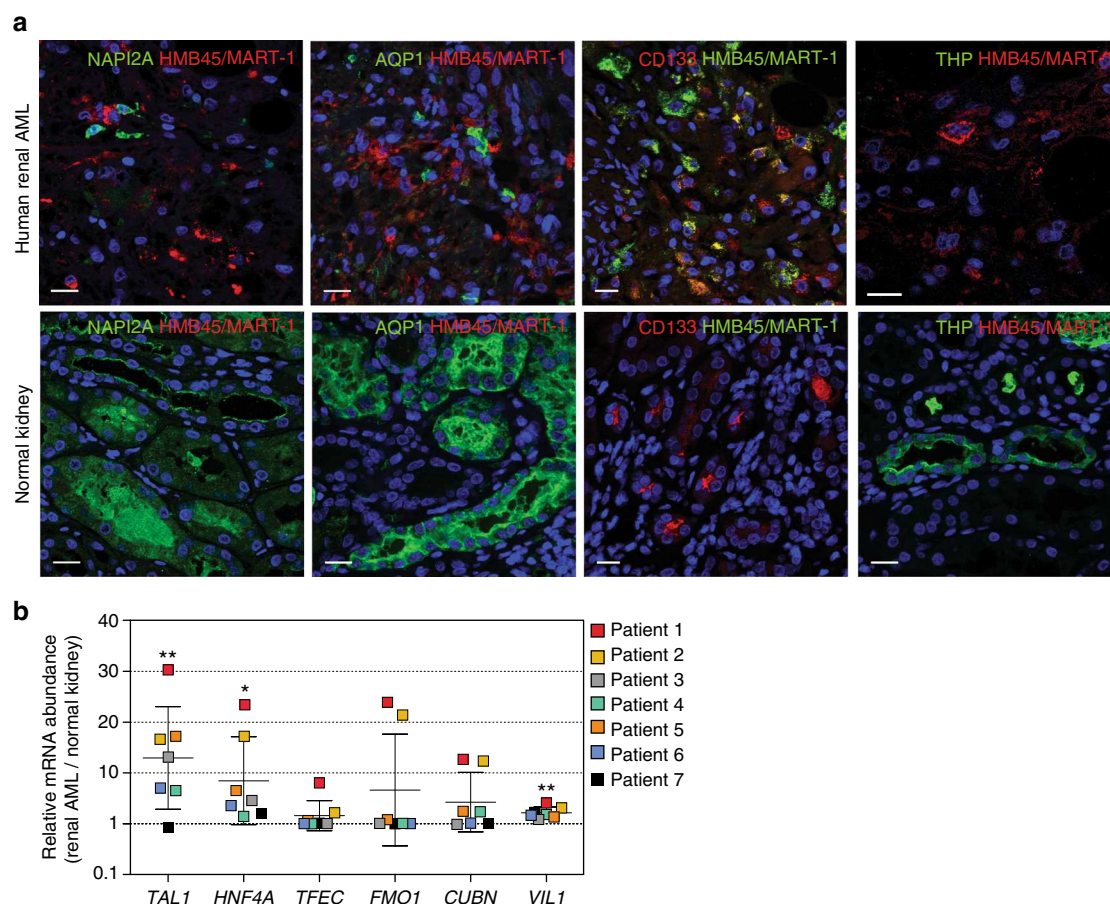 a
NAPI2A HMB45/MART-1
AQP1 HMB45/MART-1
CD133 HMB45/MART-1
THP HMB45/MART-1
Human renal AML
NAPI2A HMB45/MART-1
AQP1 HMB45/MART-1
CD133 HMB45/MART-1
THP HMB45/MART-
Normal kidney
b
Relative mRNA abundance
(renal AML / normal kidney)
40
30
20
10
1
0.1
** * **
TAL1 HNF4A TFEC FMO1 CUBN VIL1
Patient 1
Patient 2
Patient 3
Patient 4
Patient 5
Patient 6
Patient 7